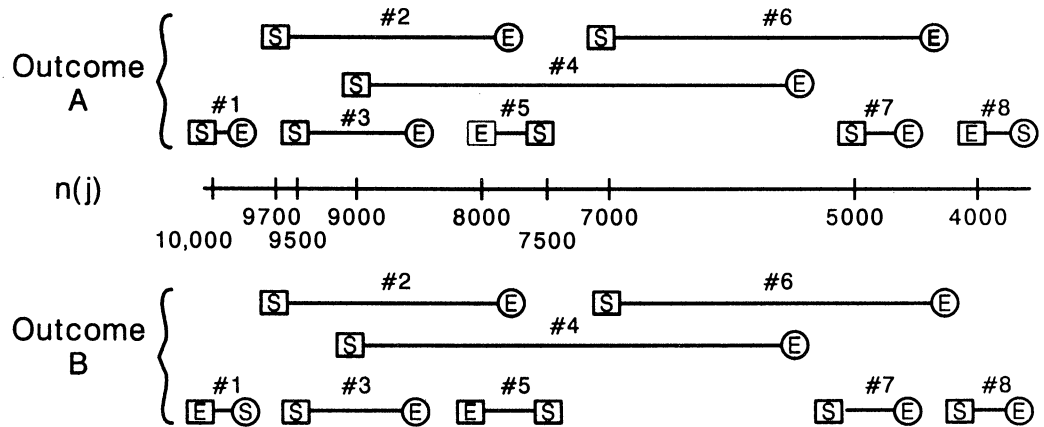 #2 #6
S E S E
Outcome A
#4
S E
#1 #3 #5 #7 #8
S E S E E S S E E S
n(j)
9700 9000 8000 7000 5000 4000
10,000 9500 7500
#2 #6
S E S E
Outcome B
#4
S E
#1 #3 #5 #7 #8
E S S E E S S E S E